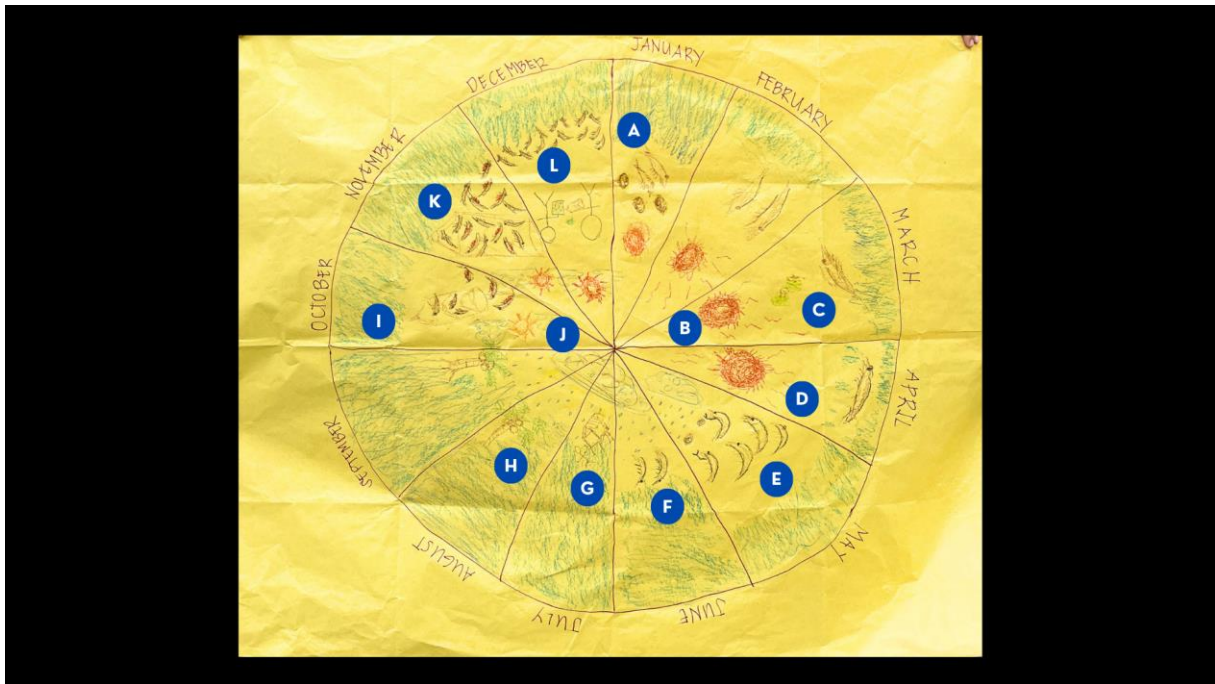 JANUARY
FEBRUARY
MARCH
APRIL
MAY
JUNE
JULY
AUGUST
SEPTEMBER
OCTOBER
NOVEMBER
DECEMBER
A
B
C
D
E
F
G
H
I
J
K
L